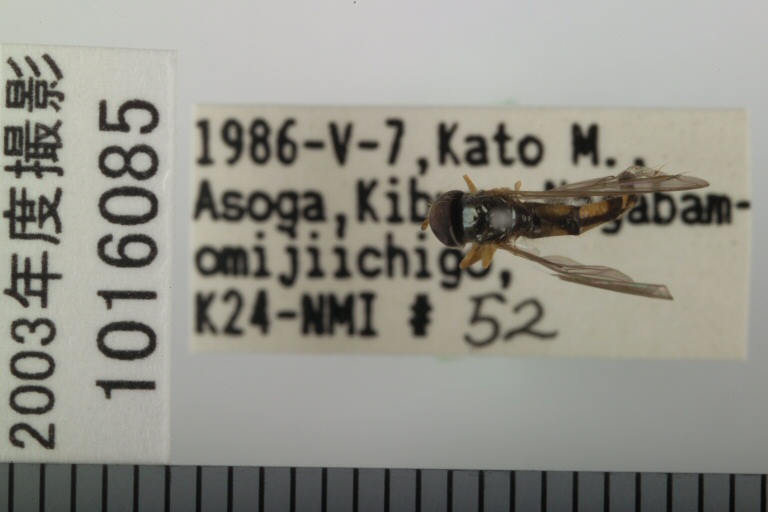 2003年度撮影
1016085
1986-V-7, Kato M.,
Asoga,
omijiichigo,
K24-NMI # 52